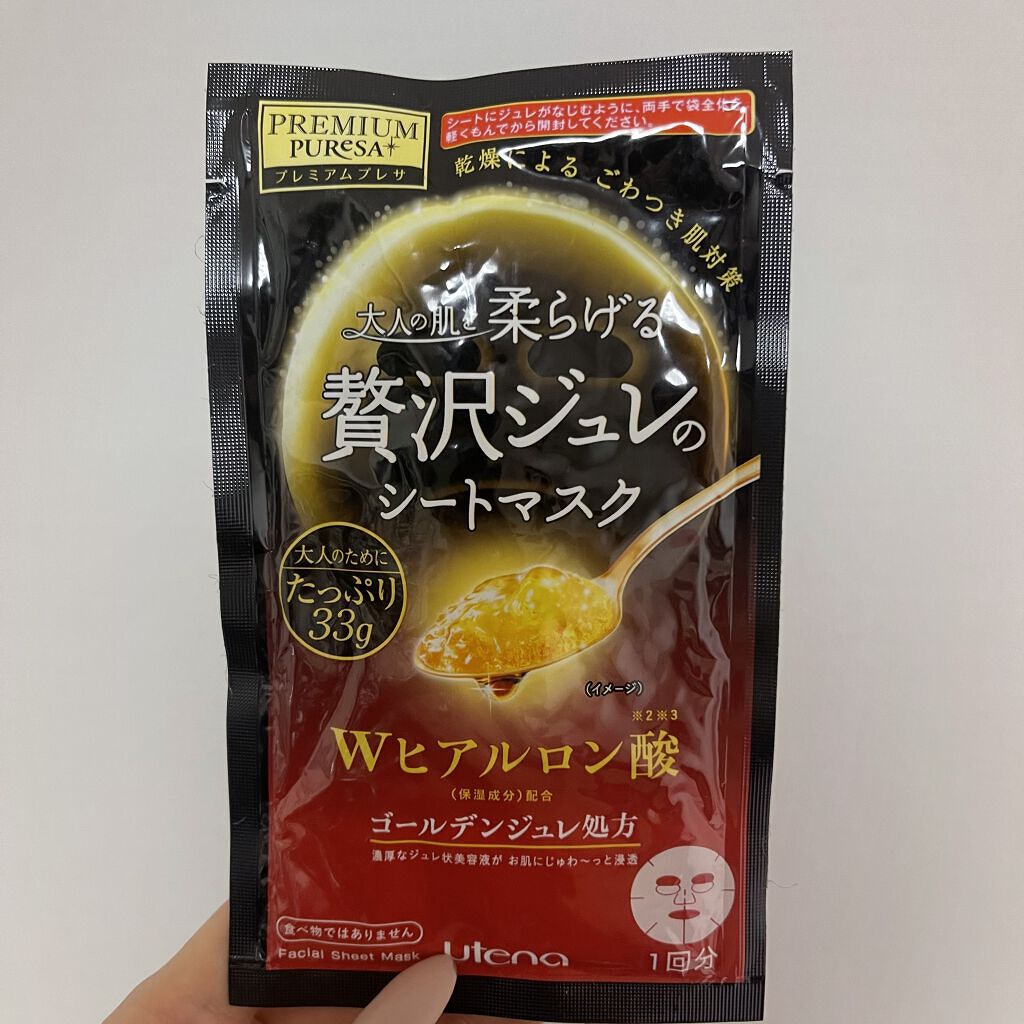 PREMIUM
PUReSA
プレミアムプレサ
シートにジュレがなじむように、両手で袋全体を
軽くもんでから開封してください。
乾燥による ごわつき肌対策
大人の肌を 柔らげる
贅沢ジュレの
シートマスク
大人のために
たっぷり
33g
(イメージ)
※2※3
Wヒアルロン酸
(保湿成分)配合
ゴールデンジュレ処方
濃厚なジュレ状美容液が お肌にじゅわ〜っと浸透
食べ物ではありません
Facial Sheet Mask
utena
1回分